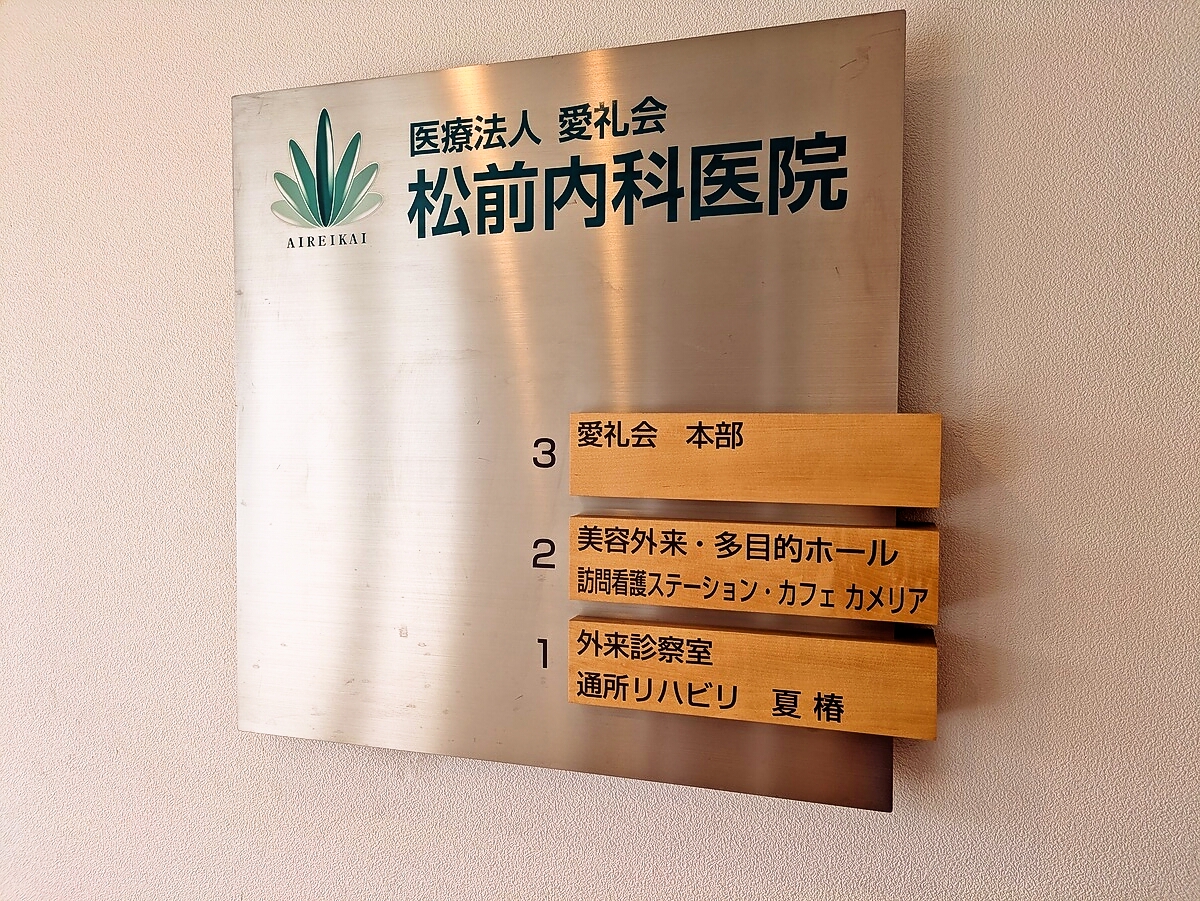 医療法人 愛礼会
松前内科医院
AIREIKAI
3
愛礼会 本部
2
美容外来・多目的ホール
訪問看護ステーション・カフェ カメリア
1
外来診察室
通所リハビリ 夏椿